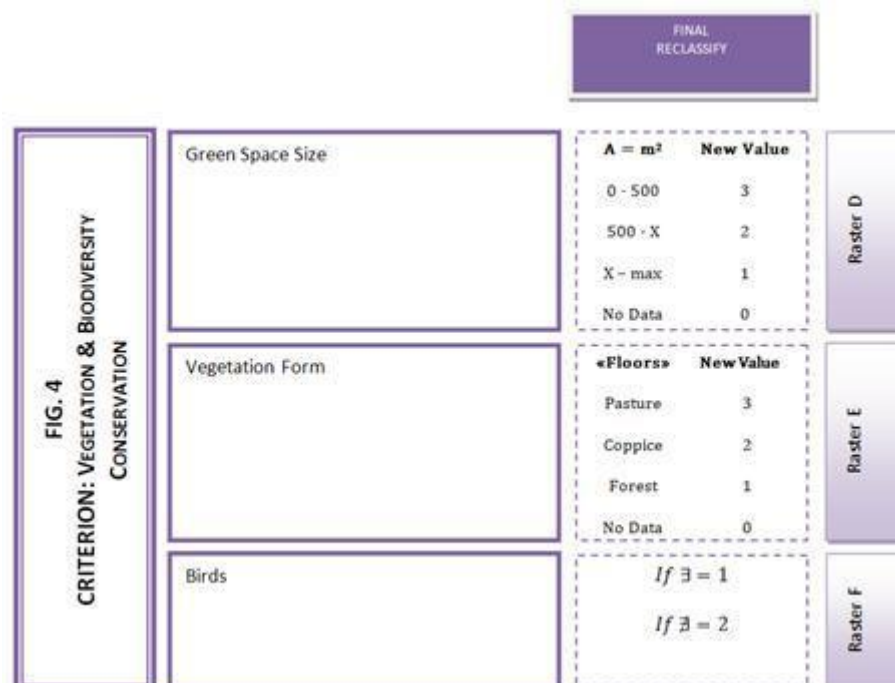 FINAL
RECLASSIFY
FIG. 4
CRITERION: VEGETATION & BIODIVERSITY
CONSERVATION
Green Space Size
A = m² New Value
0 - 500 3
500 - X 2
X – max 1
No Data 0
Raster D
Vegetation Form
«Floors» New Value
Pasture 3
Coppice 2
Forest 1
No Data 0
Raster E
Birds
If ∃ = 1
If ∄ = 2
Raster F